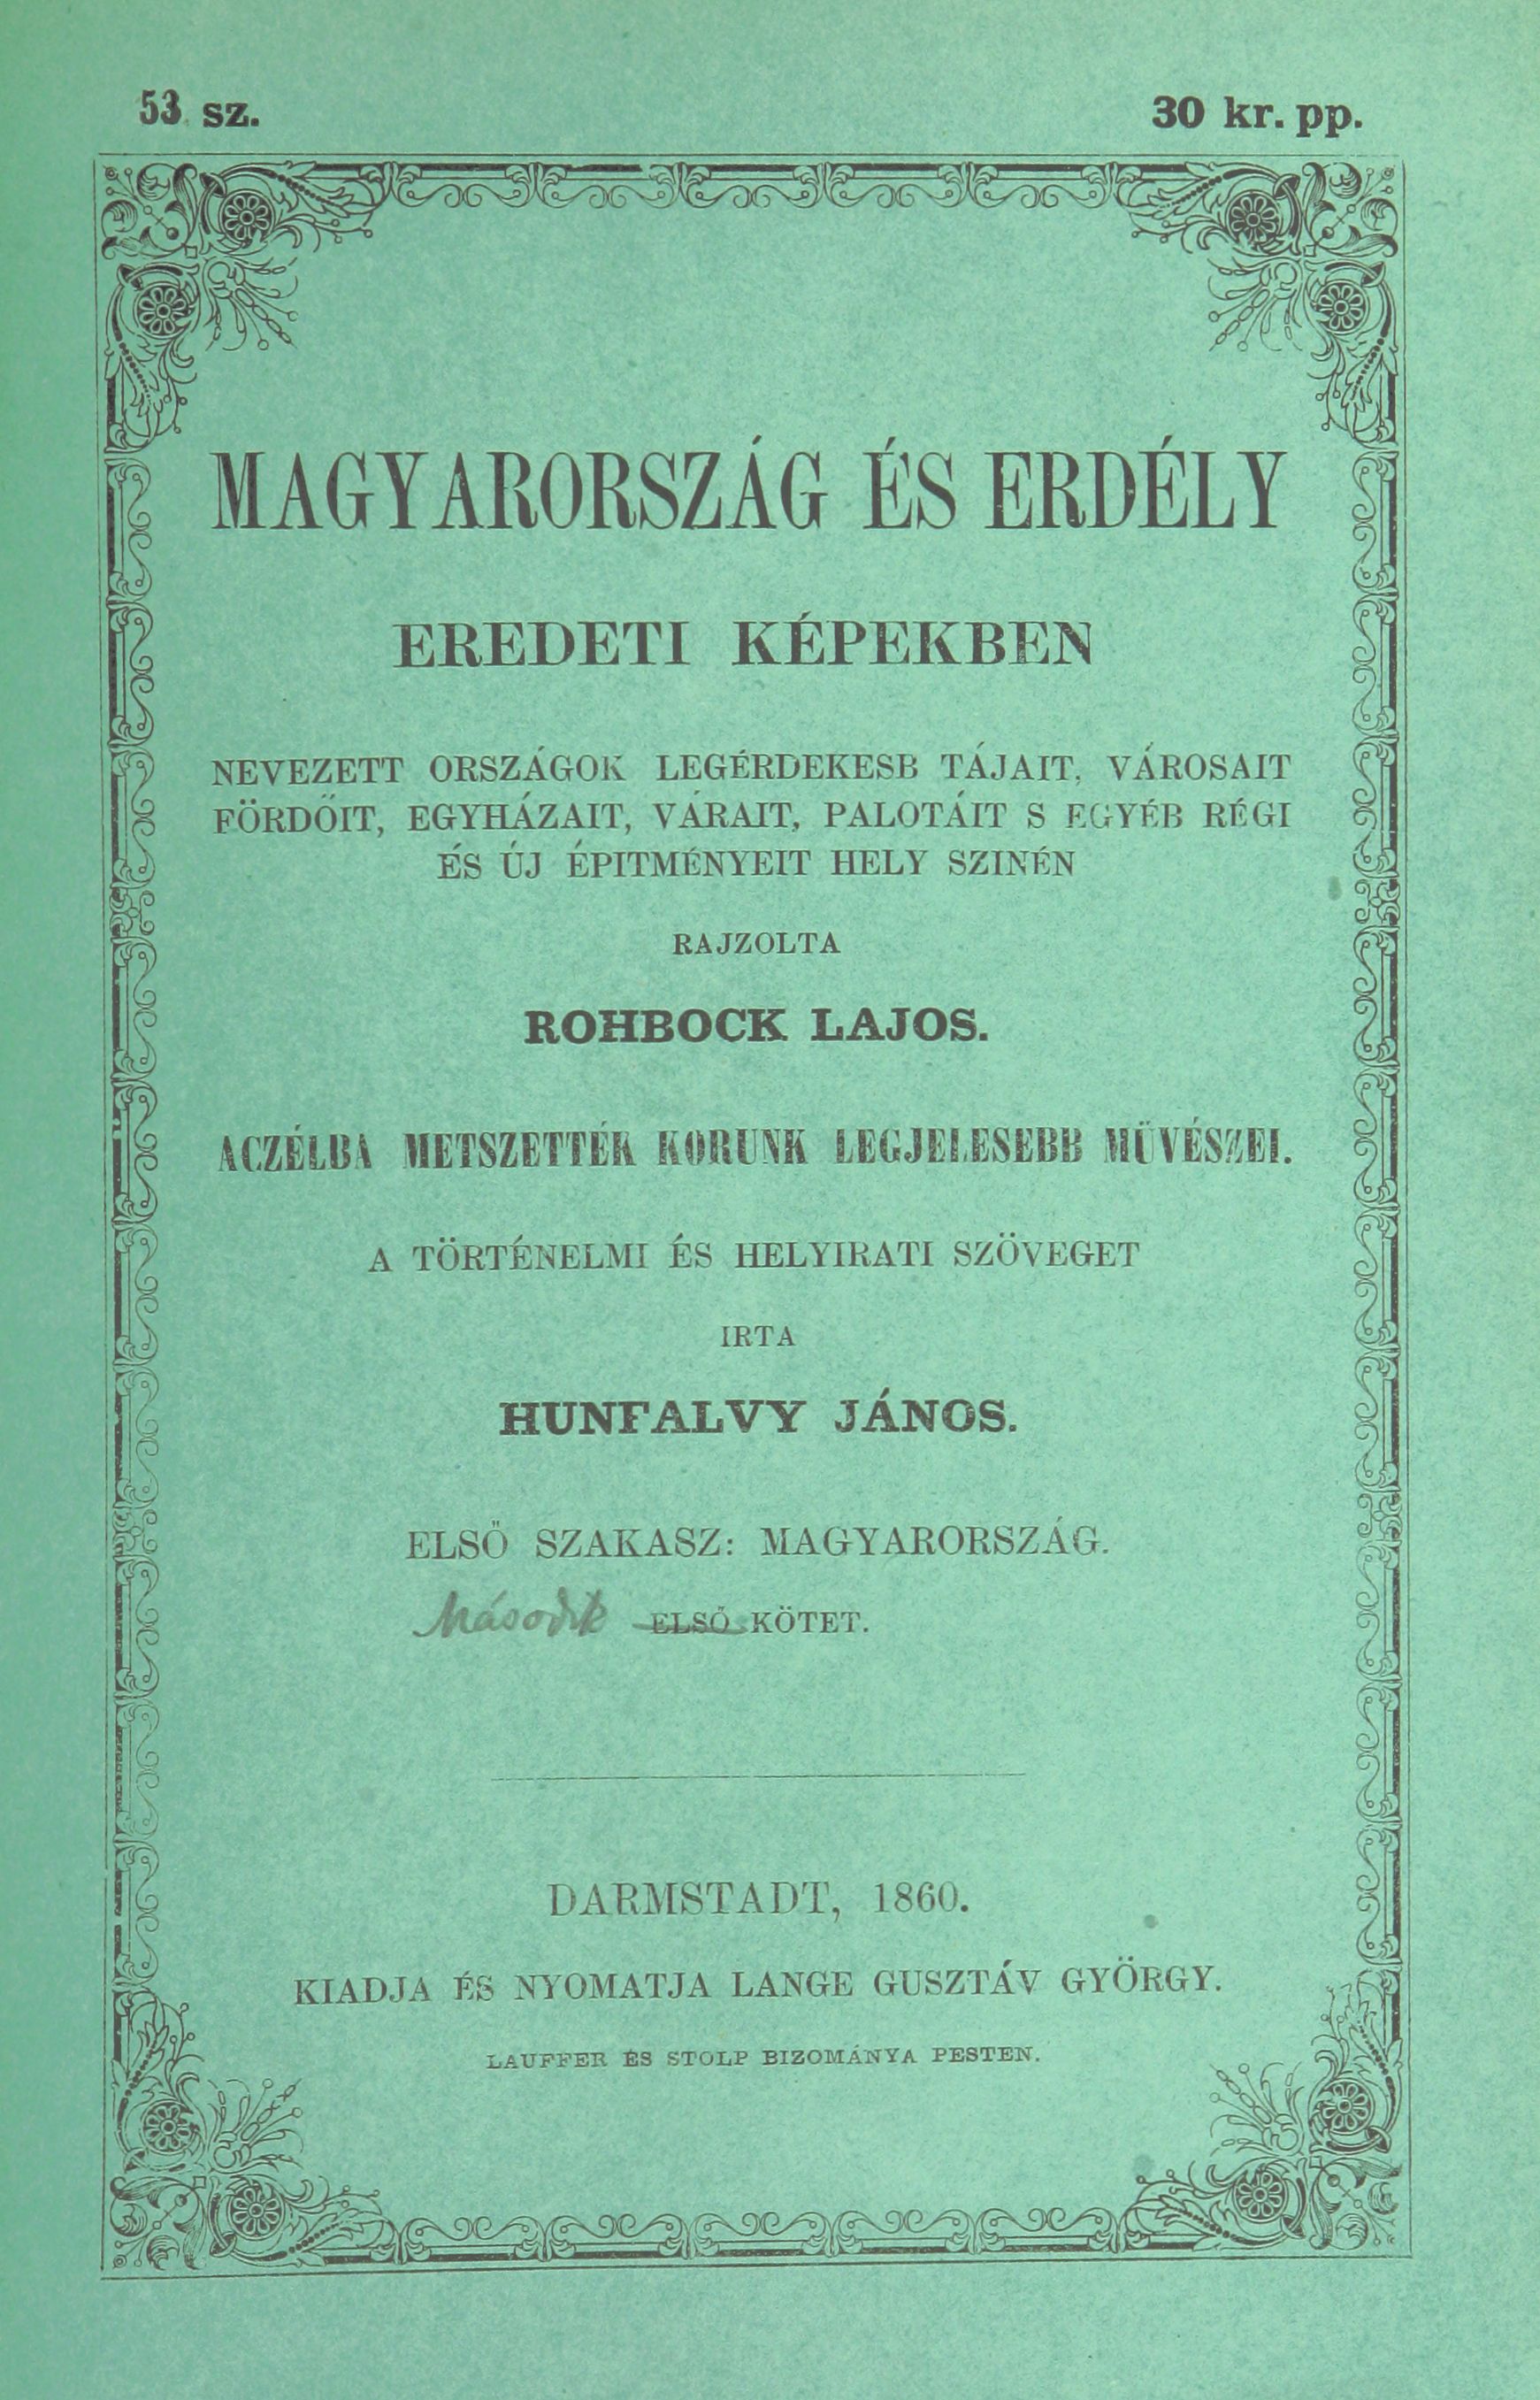 53 sz.
30 kr. pp.
MAGYARORSZÁG ÉS ERDÉLY
EREDETI KÉPEKBEN
NEVEZETT ORSZÁGOK LEGÉRDEKESB TÁJAIT, VÁROSAIT
FÖRDŐIT, EGYHÁZAIT, VÁRAIT, PALOTÁIT S EGYÉB RÉGI
ÉS ÚJ ÉPITMÉNYEIT HELY SZINÉN
RAJZOLTA
ROHBOCK LAJOS.
ACZÉLBA METSZETTÉK KORUNK LEGJELESEBB MŰVÉSZEI.
A TÖRTÉNELMI ÉS HELYIRATI SZÖVEGET
IRTA
HUNFALVY JÁNOS.
ELSŐ SZAKASZ: MAGYARORSZÁG.
Második ELSŐ KÖTET.
DARMSTADT, 1860.
KIADJA ÉS NYOMATJA LANGE GUSZTÁV GYÖRGY.
LAUFFER ÉS STOLP BIZOMÁNYA PESTEN.